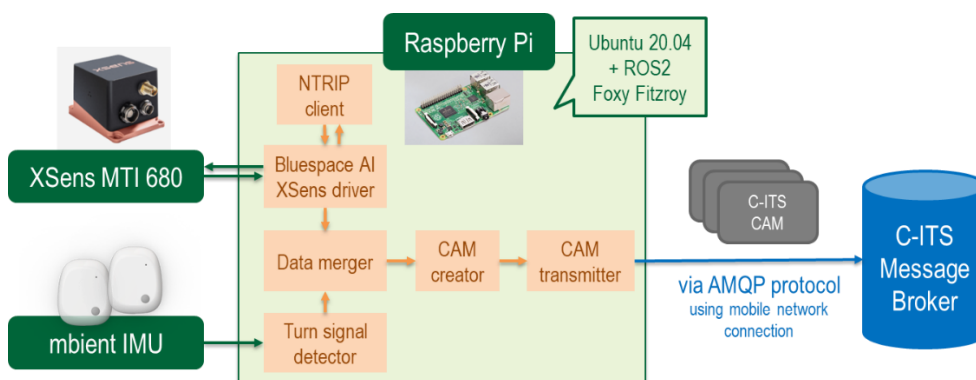 Raspberry Pi
Ubuntu 20.04
+ ROS2
Foxy Fitzroy
xsens
XSens MTI 680
NTRIP
client
Bluespace AI
XSens driver
Data merger
CAM
creator
CAM
transmitter
Turn signal
detector
mbient IMU
C-ITS
CAM
via AMQP protocol
using mobile network
connection
C-ITS
Message
Broker